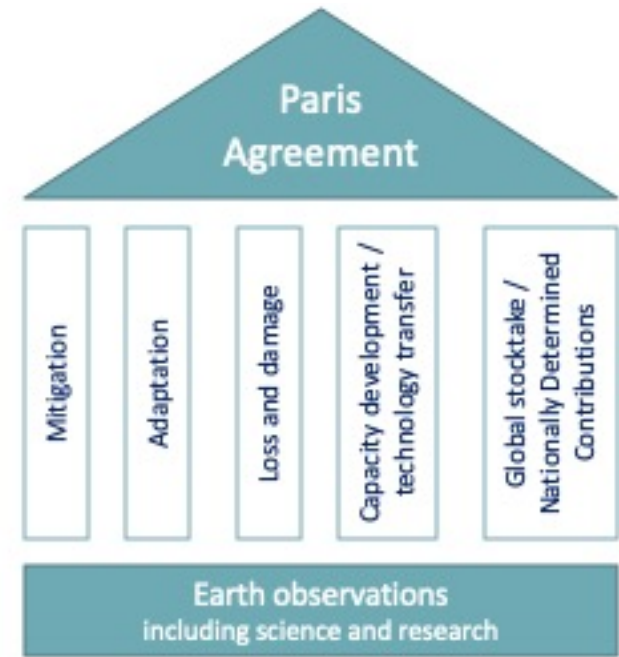 Paris
Agreement
Mitigation
Adaptation
Loss and damage
Capacity development /
technology transfer
Global stocktake /
Nationally Determined
Contributions
Earth observations
including science and research